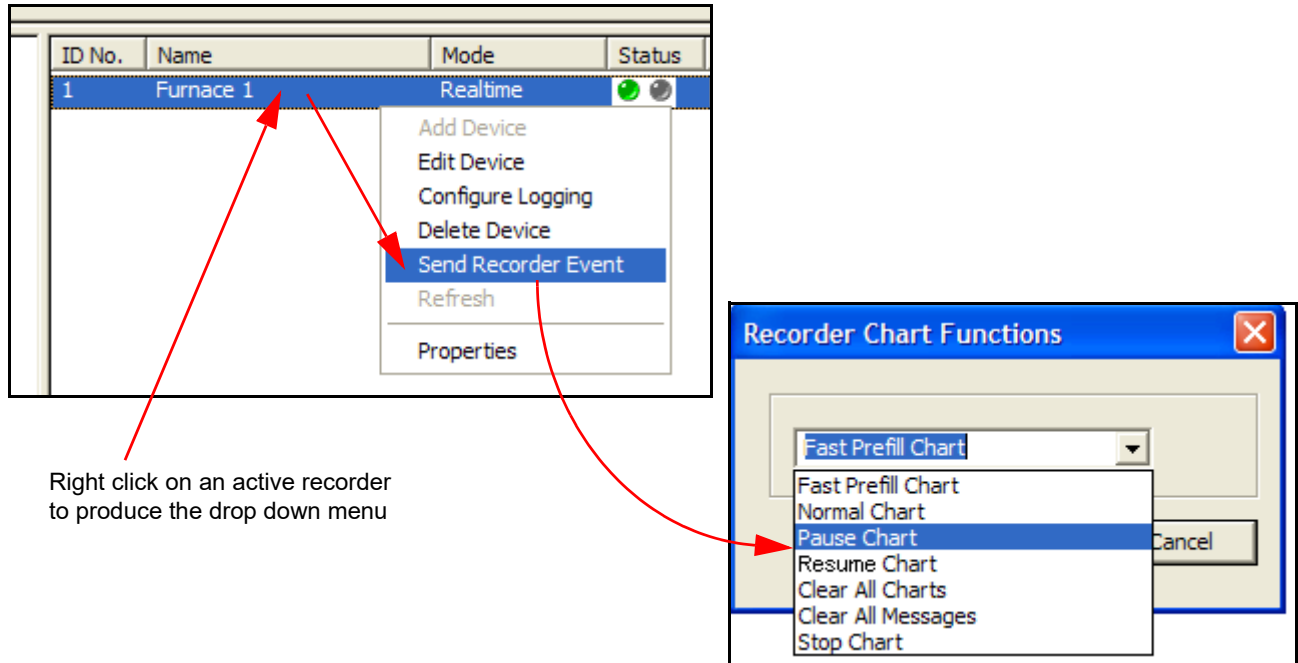 ID No. Name Mode Status
1 Furnace 1 Realtime
Add Device
Edit Device
Configure Logging
Delete Device
Send Recorder Event
Refresh
Properties
Right click on an active recorder
to produce the drop down menu
Recorder Chart Functions
Fast Prefill Chart
Fast Prefill Chart
Normal Chart
Pause Chart
Cancel
Resume Chart
Clear All Charts
Clear All Messages
Stop Chart